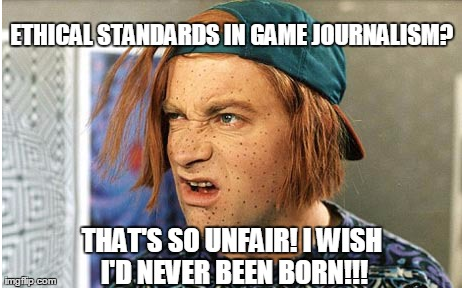 ETHICAL STANDARDS IN GAME JOURNALISM?
THAT'S SO UNFAIR! I WISH
I'D NEVER BEEN BORN!!!
imgflip.com